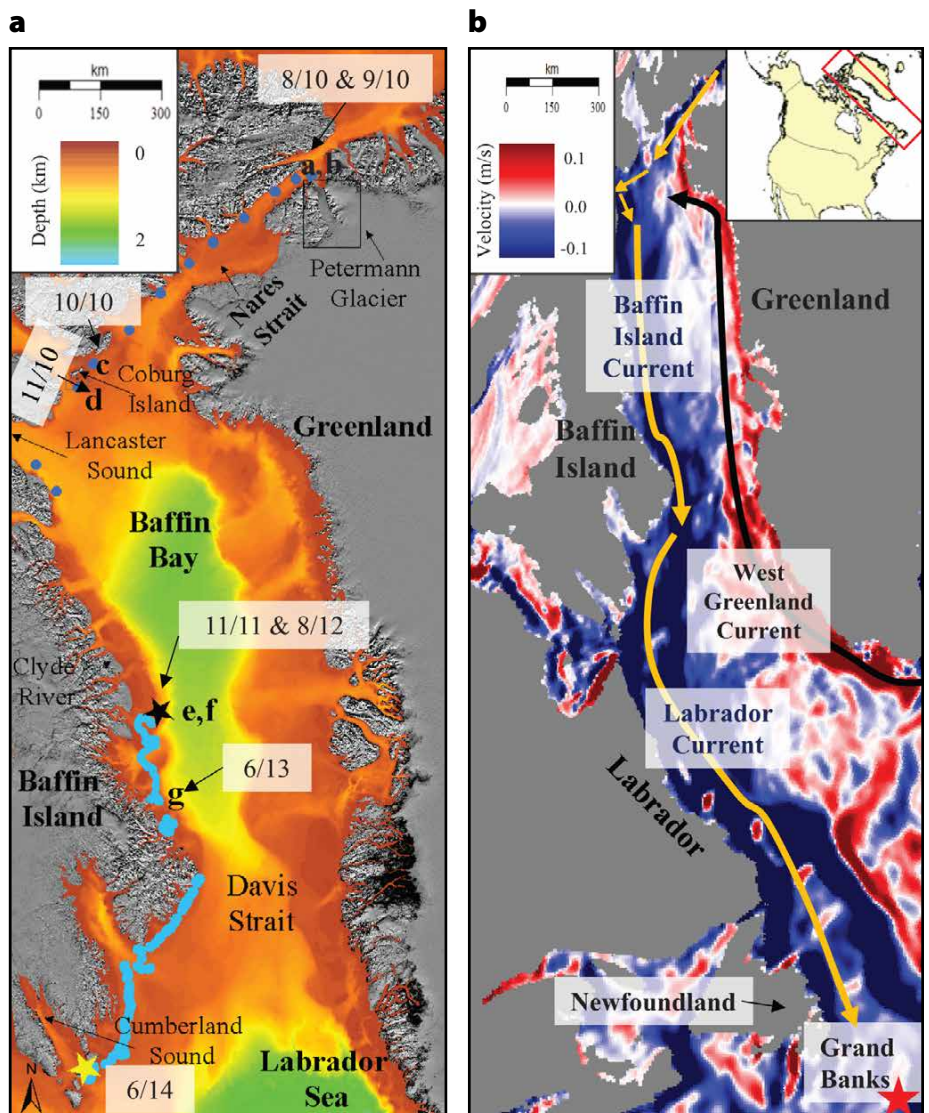 a
km
0 150 300
Depth (km)
0
2
8/10 & 9/10
a,b
Petermann
Glacier
Nares
Strait
10/10
11/10
c
d
Coburg
Island
Greenland
Lancaster
Sound
Baffin
Bay
11/11 & 8/12
Clyde
River
e,f
6/13
g
Baffin
Island
Davis
Strait
Cumberland
Sound
N
6/14
Labrador
Sea
b
km
0 150 300
Velocity (m/s)
0.1
0.0
-0.1
Greenland
Baffin
Island
Current
Baffin
Island
West
Greenland
Current
Labrador
Current
Labrador
Newfoundland
Grand
Banks